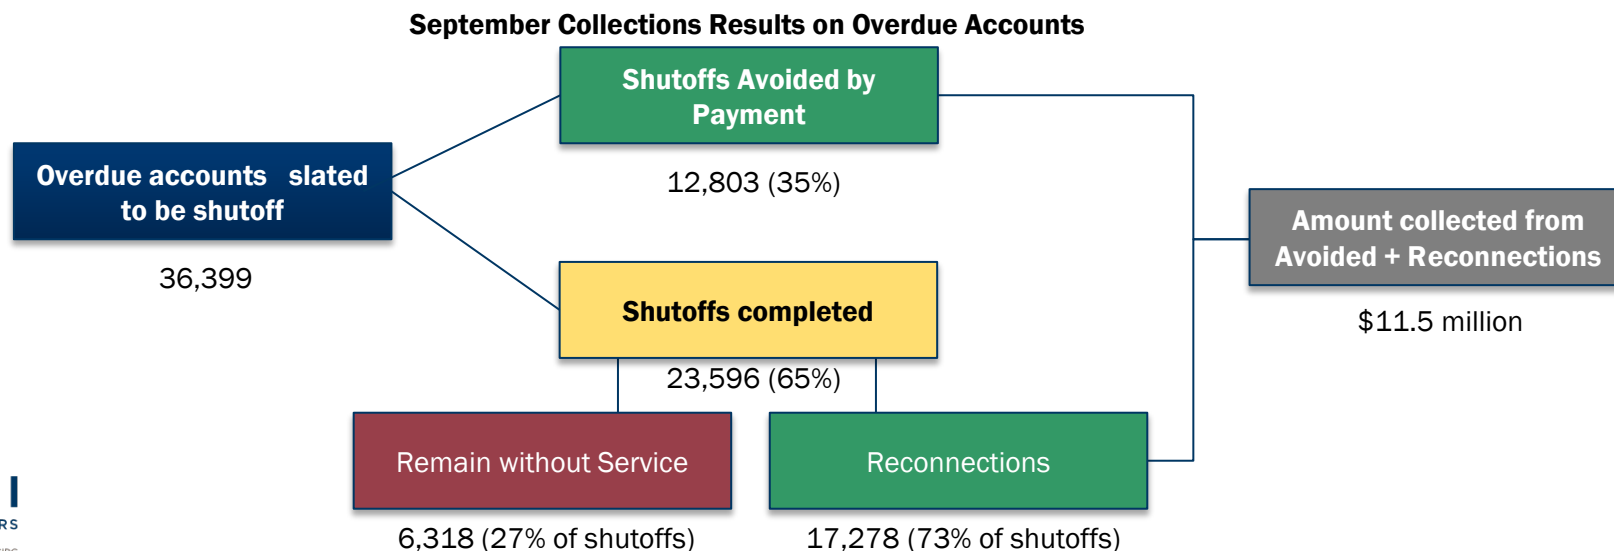 September Collections Results on Overdue Accounts
Shutoffs Avoided by
Payment
12,803 (35%)
Overdue accounts slated
to be shutoff
36,399
Amount collected from
Avoided + Reconnections
$11.5 million
Shutoffs completed
23,596 (65%)
Remain without Service
6,318 (27% of shutoffs)
Reconnections
17,278 (73% of shutoffs)